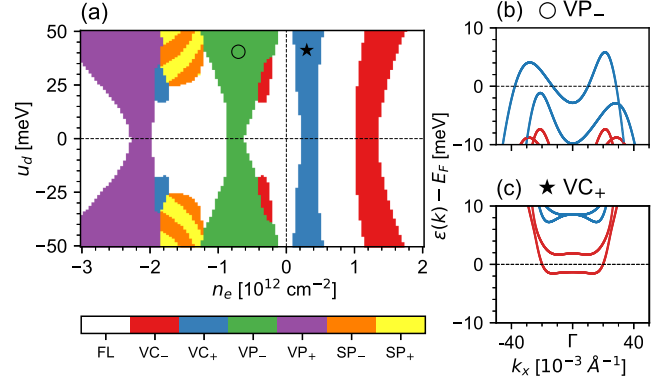 (a)
50
25
0
−25
−50
u_d [meV]
−3 −2 −1 0 1 2
n_e [10^12 cm^−2]
FL VC_− VC_+ VP_− VP_+ SP_− SP_+
(b) ○ VP_−
10
0
−10
(c) ★ VC_+
10
0
−10
ε(k) − E_F [meV]
-40 Γ 40
k_x [10^−3 Å^−1]